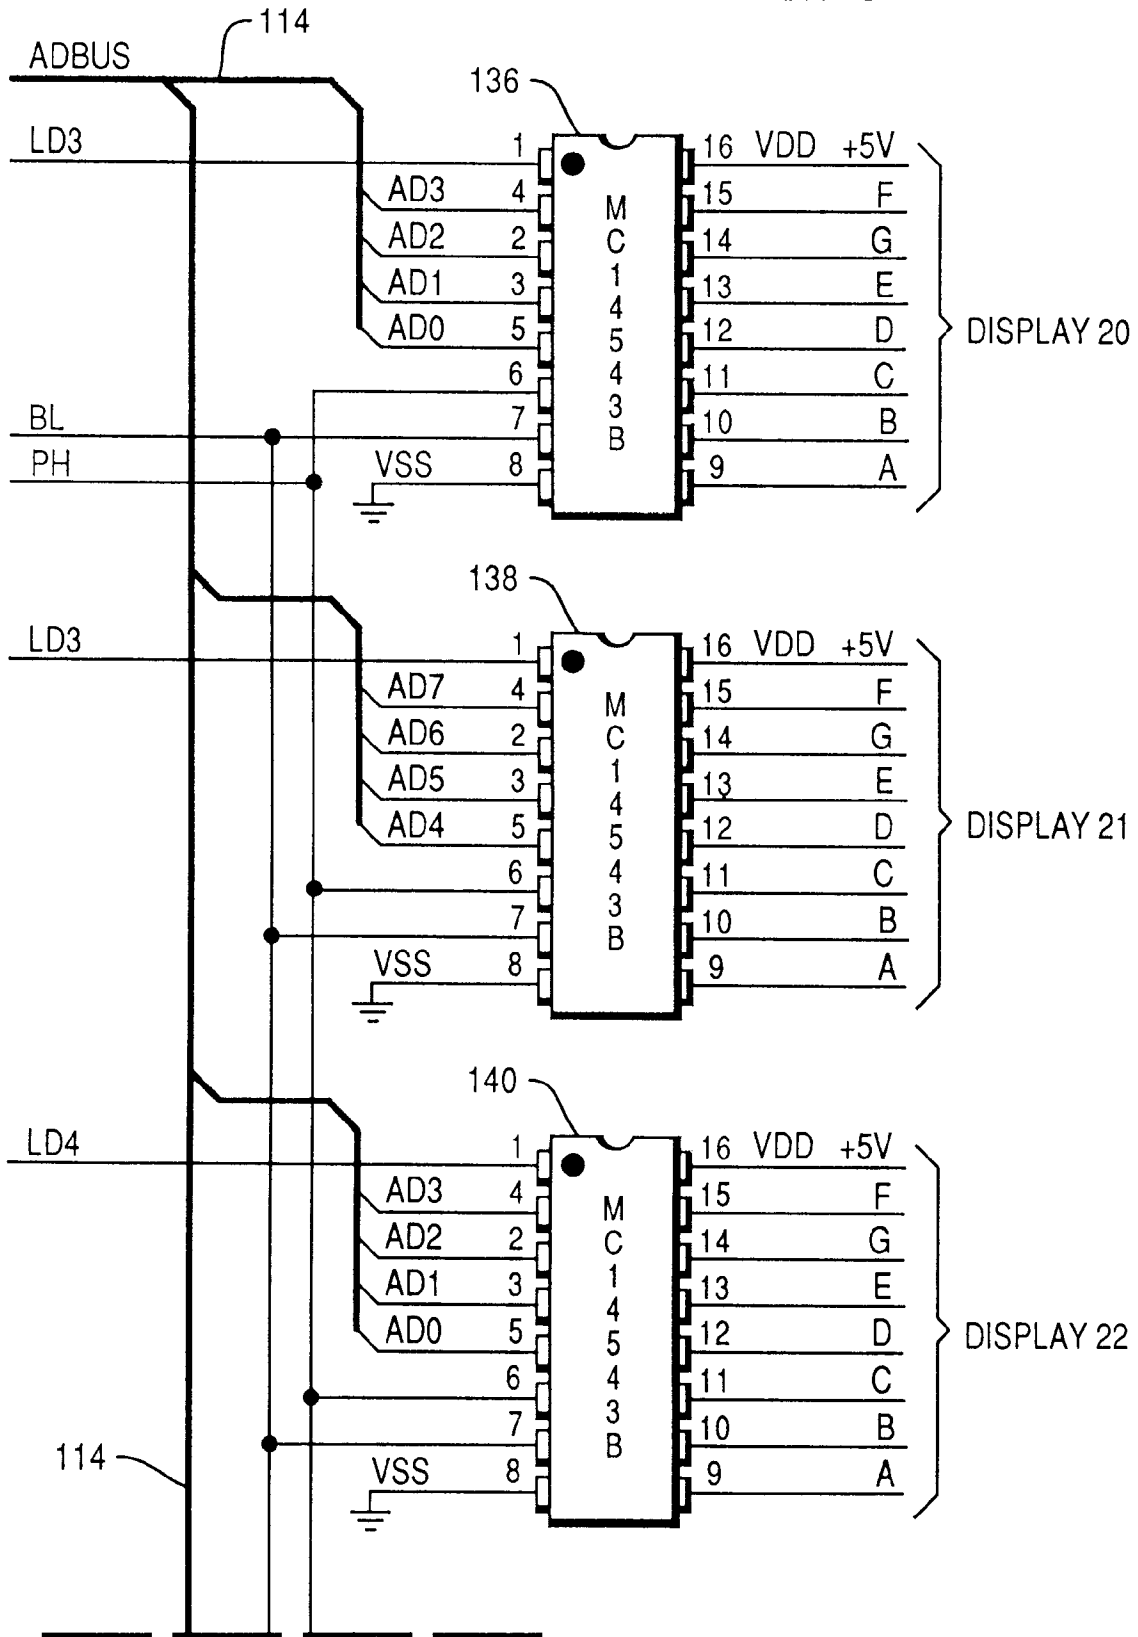 114
ADBUS
136
LD3 1 16 VDD +5V
AD3 4 15 F
AD2 2 14 G
AD1 3 13 E
AD0 5 12 D
6 11 C
BL 7 10 B
PH VSS 8 9 A
MC14543B
DISPLAY 20
138
LD3 1 16 VDD +5V
AD7 4 15 F
AD6 2 14 G
AD5 3 13 E
AD4 5 12 D
6 11 C
7 10 B
VSS 8 9 A
MC14543B
DISPLAY 21
140
LD4 1 16 VDD +5V
AD3 4 15 F
AD2 2 14 G
AD1 3 13 E
AD0 5 12 D
6 11 C
7 10 B
VSS 8 9 A
MC14543B
DISPLAY 22
114